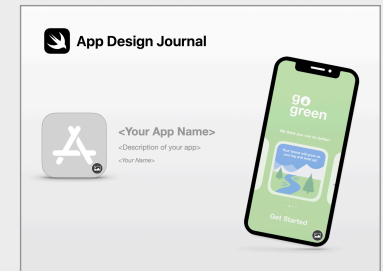 App Design Journal
<Your App Name>
<Description of your app>
<Your Name>
go
green
Get Started